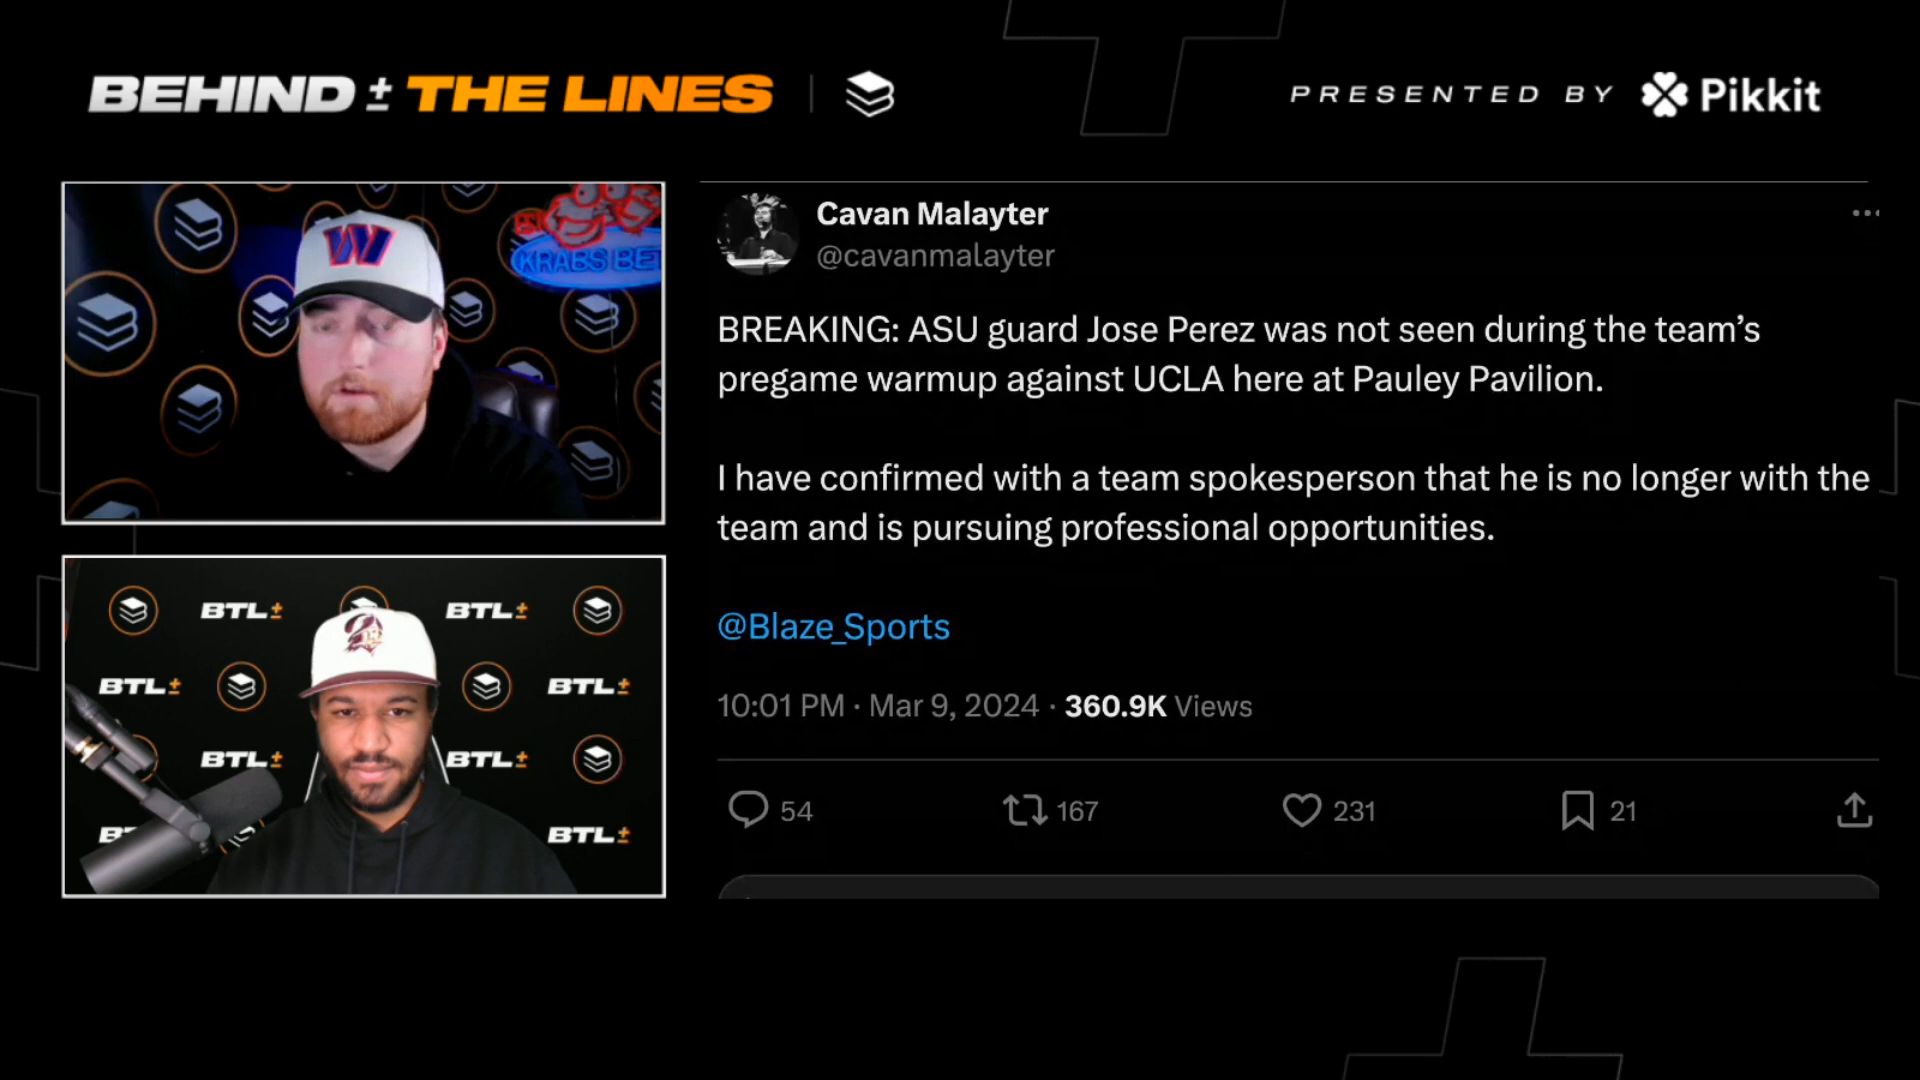 BEHIND ± THE LINES
PRESENTED BY Pikkit
W
KRABS BE
BTL± BTL±
BTL± BTL±
BTL± BTL±
BTL±
Cavan Malayter
@cavanmalayter
BREAKING: ASU guard Jose Perez was not seen during the team’s
pregame warmup against UCLA here at Pauley Pavilion.
I have confirmed with a team spokesperson that he is no longer with the
team and is pursuing professional opportunities.
@Blaze_Sports
10:01 PM · Mar 9, 2024 · 360.9K Views
54 167 231 21